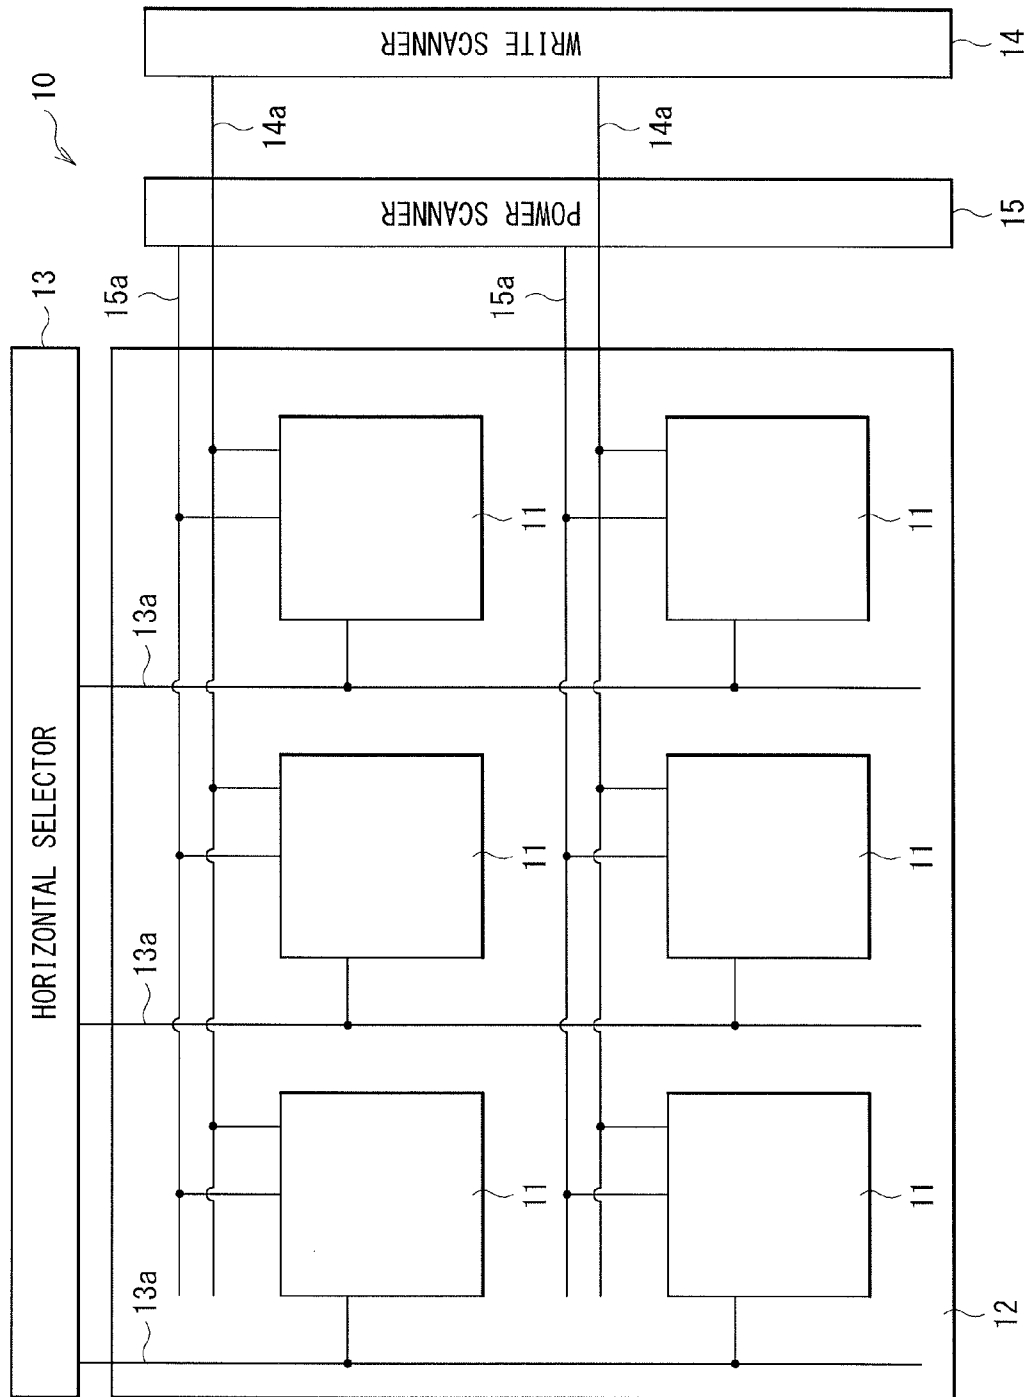 HORIZONTAL SELECTOR
13
10
13a
13a
13a
15a
14a
POWER SCANNER
WRITE SCANNER
15a
11
11
11
14a
11
11
11
12
15
14